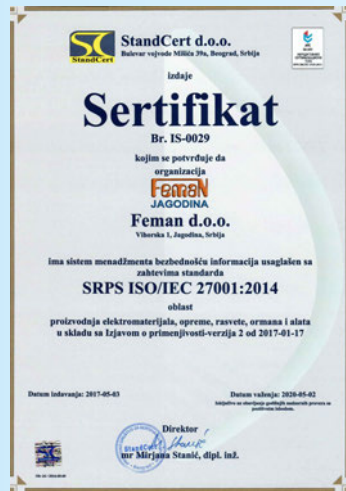 StandCert d.o.o.
Bulevar vojvode Mišića 39a, Beograd, Srbija
SC
StandCert
izdaje
Sertifikat
Br. IS-0029
kojim se potvrđuje da
organizacija
FemaN
JAGODINA
Feman d.o.o.
Vihorska 1, Jagodina, Srbija
ima sistem menadžmenta bezbednošću informacija usaglašen sa
zahtevima standarda
SRPS ISO/IEC 27001:2014
oblast
proizvodnja elektromaterijala, opreme, rasvete, ormana i alata
u skladu sa Izjavom o primenjivosti-verzija 2 od 2017-01-17
Datum izdavanja: 2017-05-03
Datum važenja: 2020-05-02
Direktor
StandCert
mr Mirjana Stanić, dipl. inž.